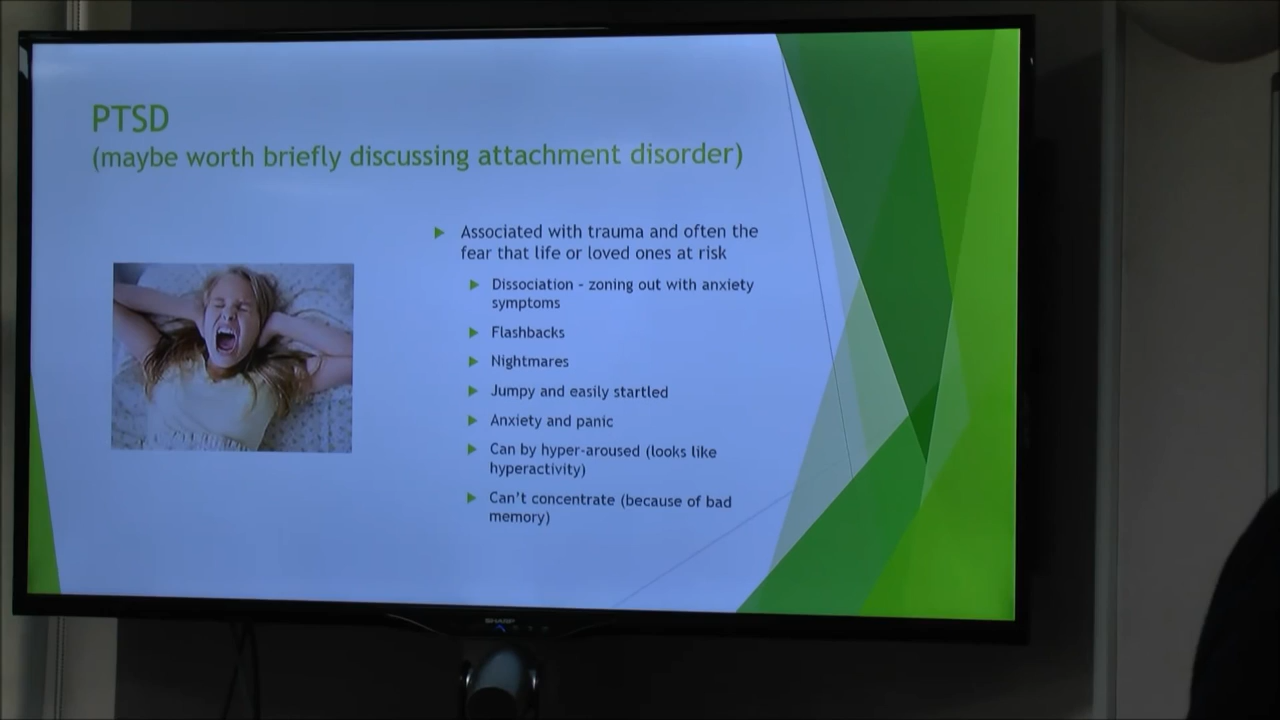 PTSD
(maybe worth briefly discussing attachment disorder)
Associated with trauma and often the
fear that life or loved ones at risk
Dissociation - zoning out with anxiety
symptoms
Flashbacks
Nightmares
Jumpy and easily startled
Anxiety and panic
Can by hyper-aroused (looks like
hyperactivity)
Can't concentrate (because of bad
memory)
SHARP